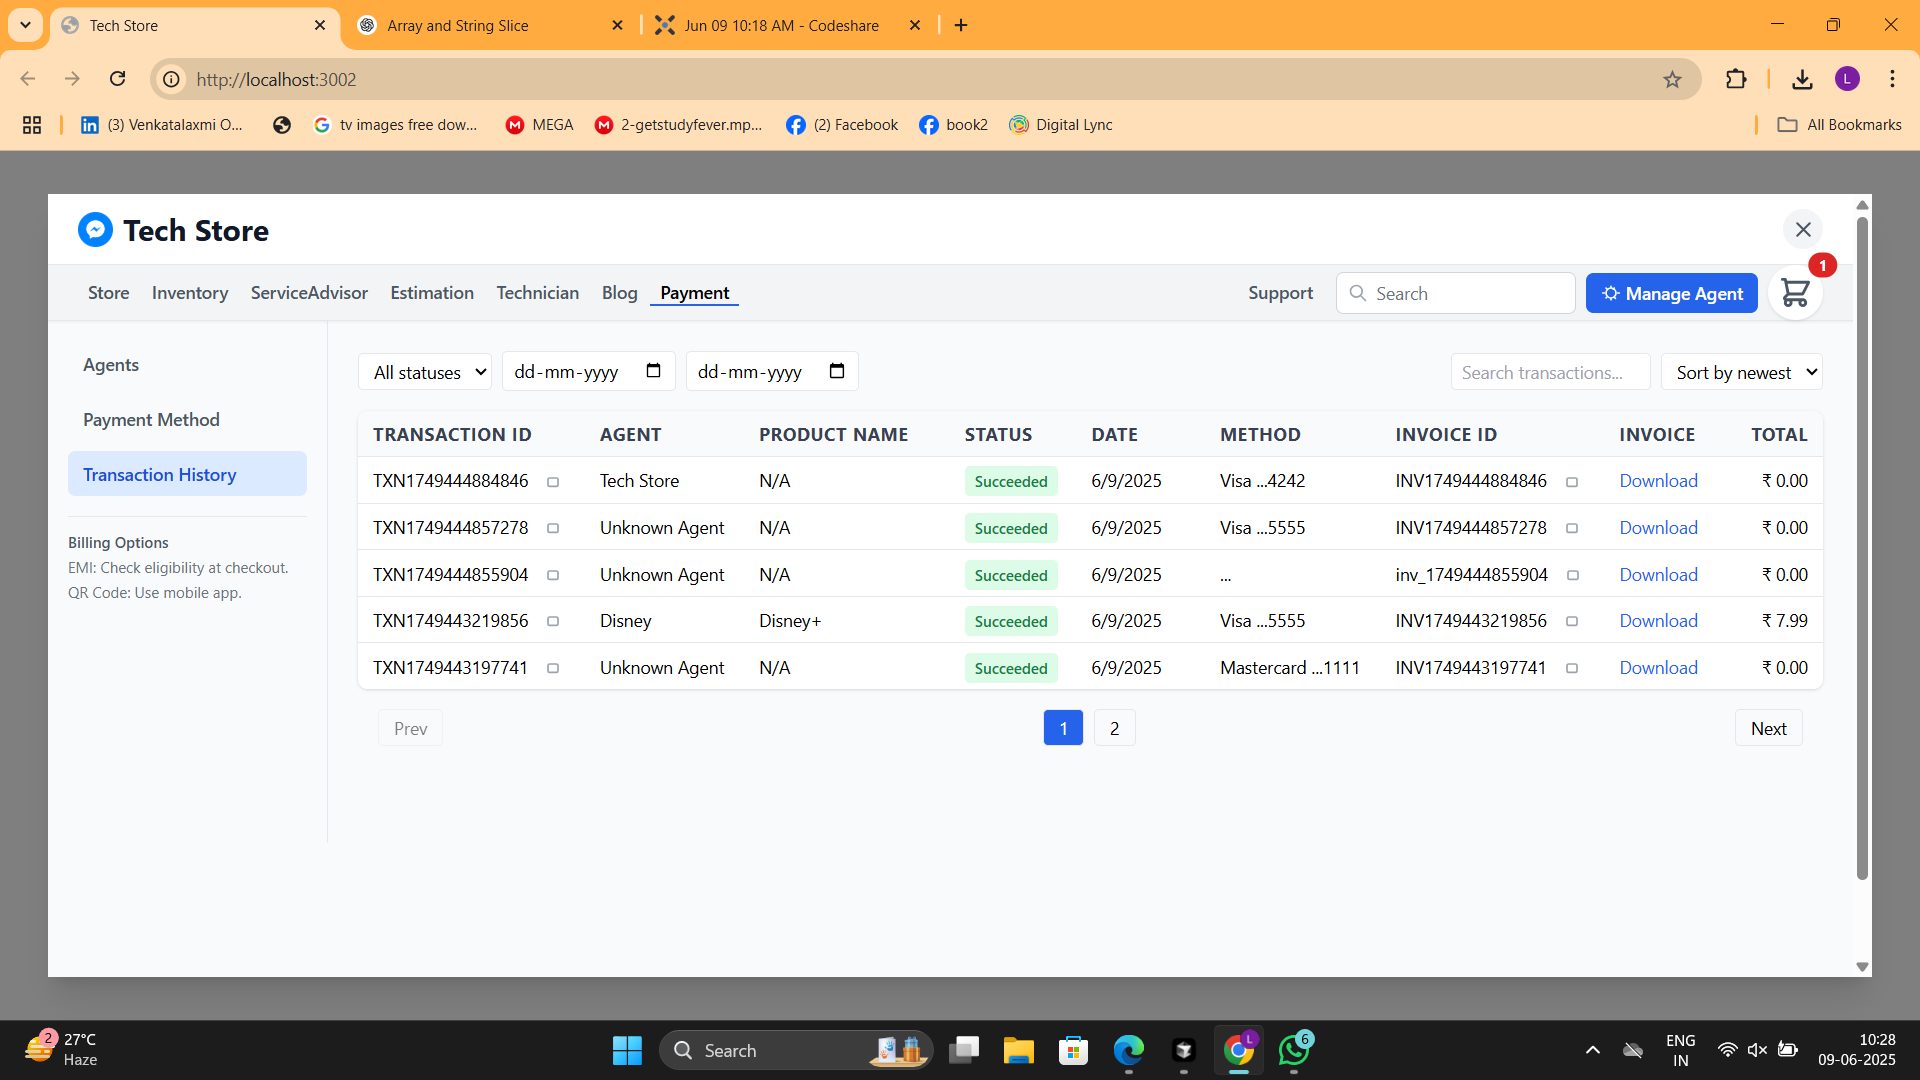 Tech Store
Array and String Slice
Jun 09 10:18 AM - Codeshare
L
http://localhost:3002
(3) Venkatalaxmi O...
tv images free dow...
MEGA
2-getstudyfever.mp...
(2) Facebook
book2
Digital Lync
All Bookmarks
Tech Store
1
Store
Inventory
ServiceAdvisor
Estimation
Technician
Blog
Payment
Support
Search
Manage Agent
Agents
Payment Method
Transaction History
Billing Options
EMI: Check eligibility at checkout.
QR Code: Use mobile app.
All statuses
dd-mm-yyyy
dd-mm-yyyy
Search transactions...
Sort by newest
TRANSACTION ID AGENT PRODUCT NAME STATUS DATE METHOD INVOICE ID INVOICE TOTAL
TXN1749444884846 Tech Store N/A Succeeded 6/9/2025 Visa ...4242 INV1749444884846 Download ₹ 0.00
TXN1749444857278 Unknown Agent N/A Succeeded 6/9/2025 Visa ...5555 INV1749444857278 Download ₹ 0.00
TXN1749444855904 Unknown Agent N/A Succeeded 6/9/2025 ... inv_1749444855904 Download ₹ 0.00
TXN1749443219856 Disney Disney+ Succeeded 6/9/2025 Visa ...5555 INV1749443219856 Download ₹ 7.99
TXN1749443197741 Unknown Agent N/A Succeeded 6/9/2025 Mastercard ...1111 INV1749443197741 Download ₹ 0.00
Prev
1
2
Next
2
27°C
Haze
Search
L
6
ENG
IN
10:28
09-06-2025